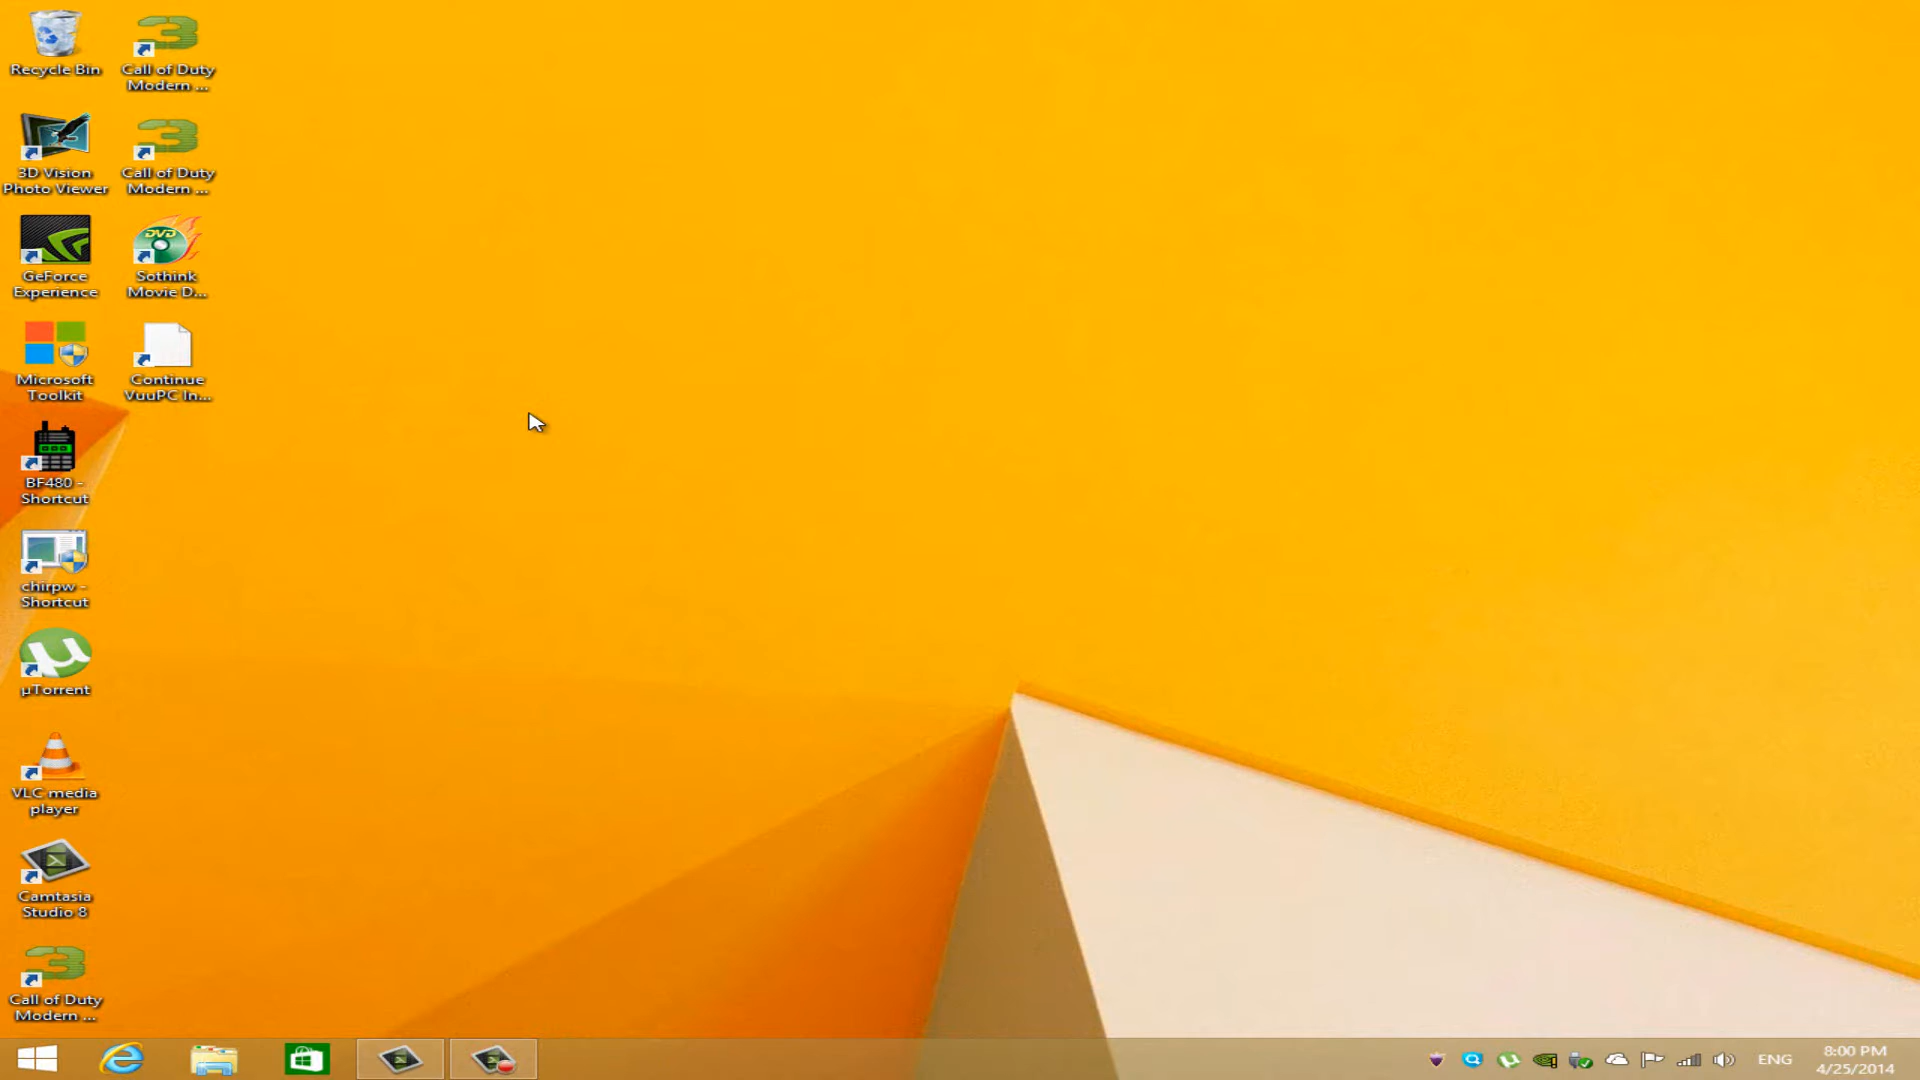 Recycle Bin
Call of Duty
Modern ...
3D Vision
Photo Viewer
Call of Duty
Modern ...
GeForce
Experience
DVD
Sothink
Movie D...
Microsoft
Toolkit
Continue
VuuPC In...
BF480 -
Shortcut
chirpw -
Shortcut
µTorrent
VLC media
player
Camtasia
Studio 8
Call of Duty
Modern ...
ENG
8:00 PM
4/25/2014